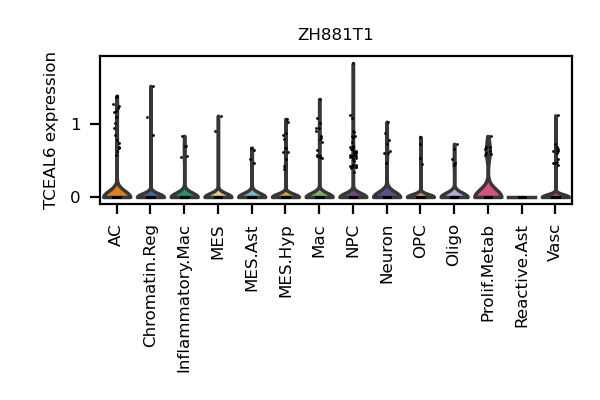 ZH881T1
TCEAL6 expression
1
0
AC
Chromatin.Reg
Inflammatory.Mac
MES
MES.Ast
MES.Hyp
Mac
NPC
Neuron
OPC
Oligo
Prolif.Metab
Reactive.Ast
Vasc